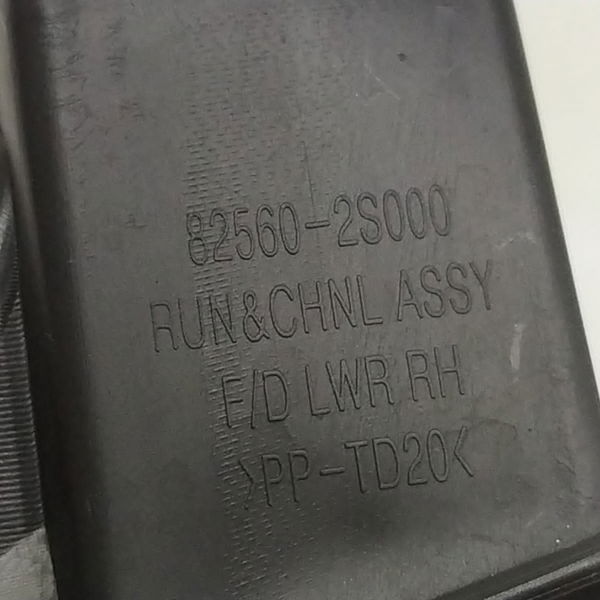 82560-2S000
RUN&CHNL ASSY
F/D LWR RH
>PP-TD20<